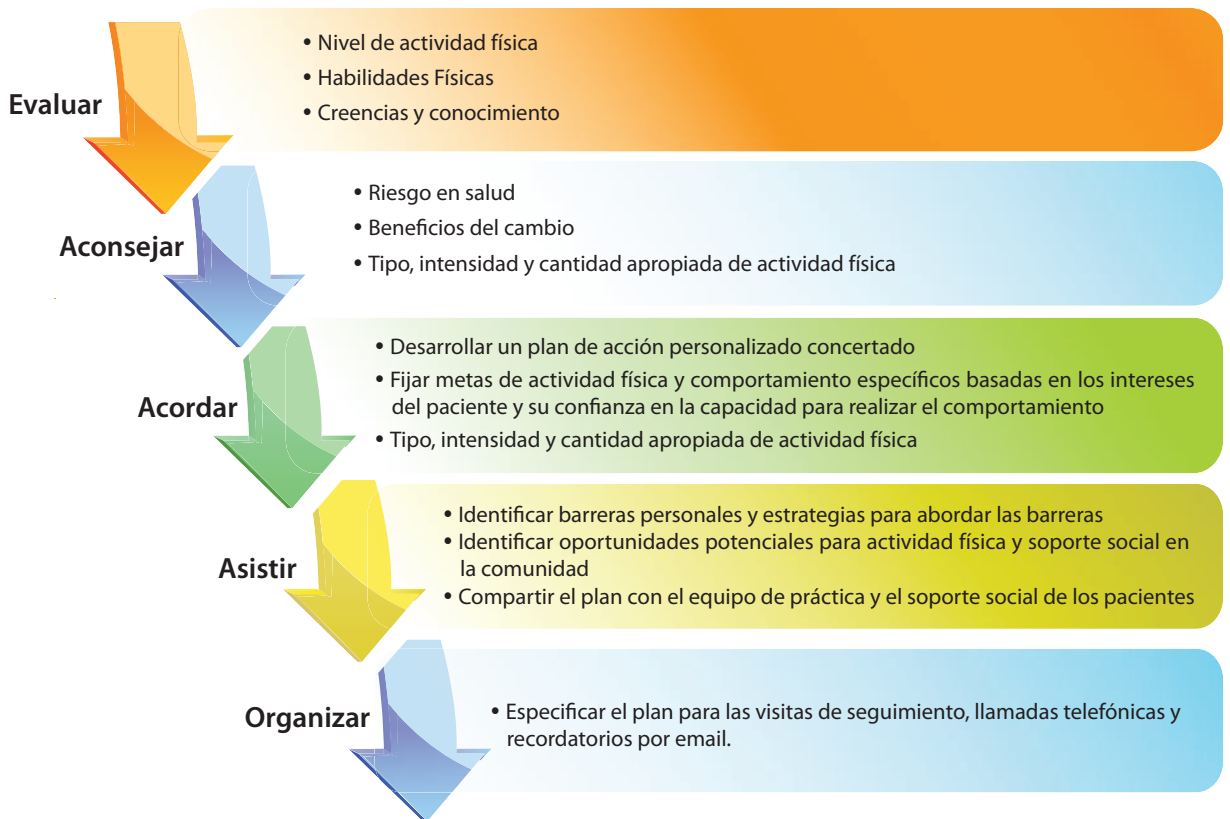 Evaluar
• Nivel de actividad física
• Habilidades Físicas
• Creencias y conocimiento
Aconsejar
• Riesgo en salud
• Beneficios del cambio
• Tipo, intensidad y cantidad apropiada de actividad física
Acordar
• Desarrollar un plan de acción personalizado concertado
• Fijar metas de actividad física y comportamiento específicos basadas en los intereses
del paciente y su confianza en la capacidad para realizar el comportamiento
• Tipo, intensidad y cantidad apropiada de actividad física
Asistir
• Identificar barreras personales y estrategias para abordar las barreras
• Identificar oportunidades potenciales para actividad física y soporte social en
la comunidad
• Compartir el plan con el equipo de práctica y el soporte social de los pacientes
Organizar
• Especificar el plan para las visitas de seguimiento, llamadas telefónicas y
recordatorios por email.